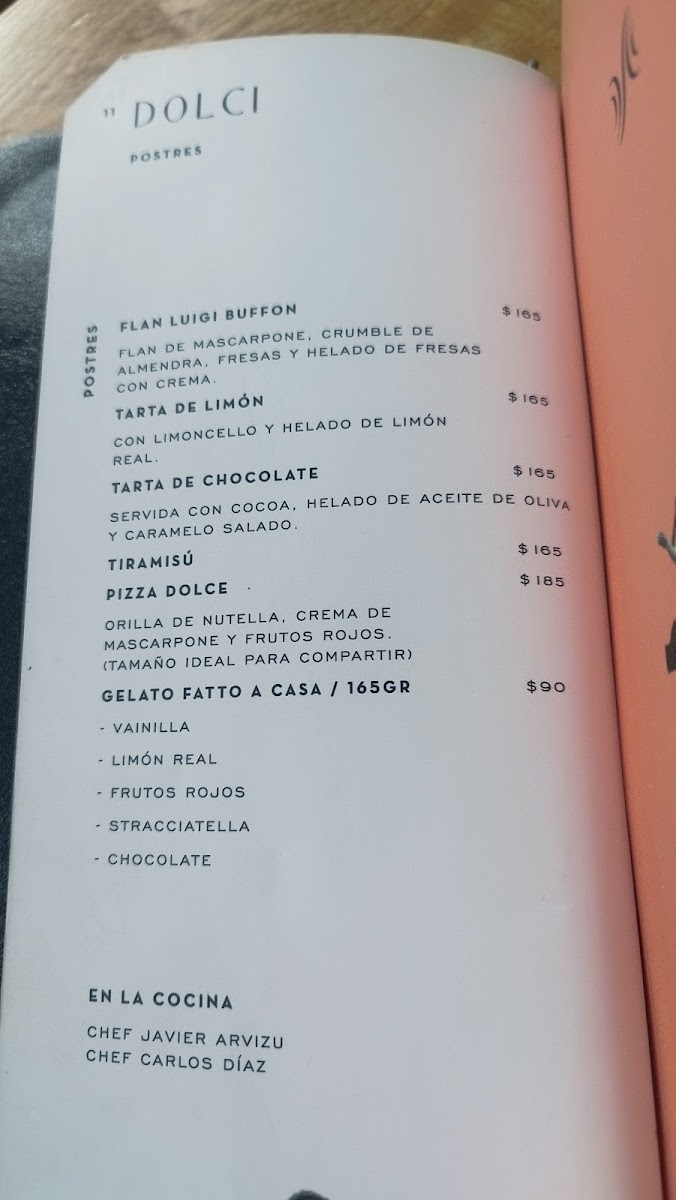 " DOLCI
POSTRES
POSTRES
FLAN LUIGI BUFFON $165
FLAN DE MASCARPONE, CRUMBLE DE
ALMENDRA, FRESAS Y HELADO DE FRESAS
CON CREMA.
TARTA DE LIMÓN $165
CON LIMONCELLO Y HELADO DE LIMÓN
REAL.
TARTA DE CHOCOLATE $165
SERVIDA CON COCOA, HELADO DE ACEITE DE OLIVA
Y CARAMELO SALADO.
TIRAMISÚ $165
PIZZA DOLCE $185
ORILLA DE NUTELLA, CREMA DE
MASCARPONE Y FRUTOS ROJOS.
(TAMAÑO IDEAL PARA COMPARTIR)
GELATO FATTO A CASA / 165GR $90
- VAINILLA
- LIMÓN REAL
- FRUTOS ROJOS
- STRACCIATELLA
- CHOCOLATE
EN LA COCINA
CHEF JAVIER ARVIZU
CHEF CARLOS DÍAZ